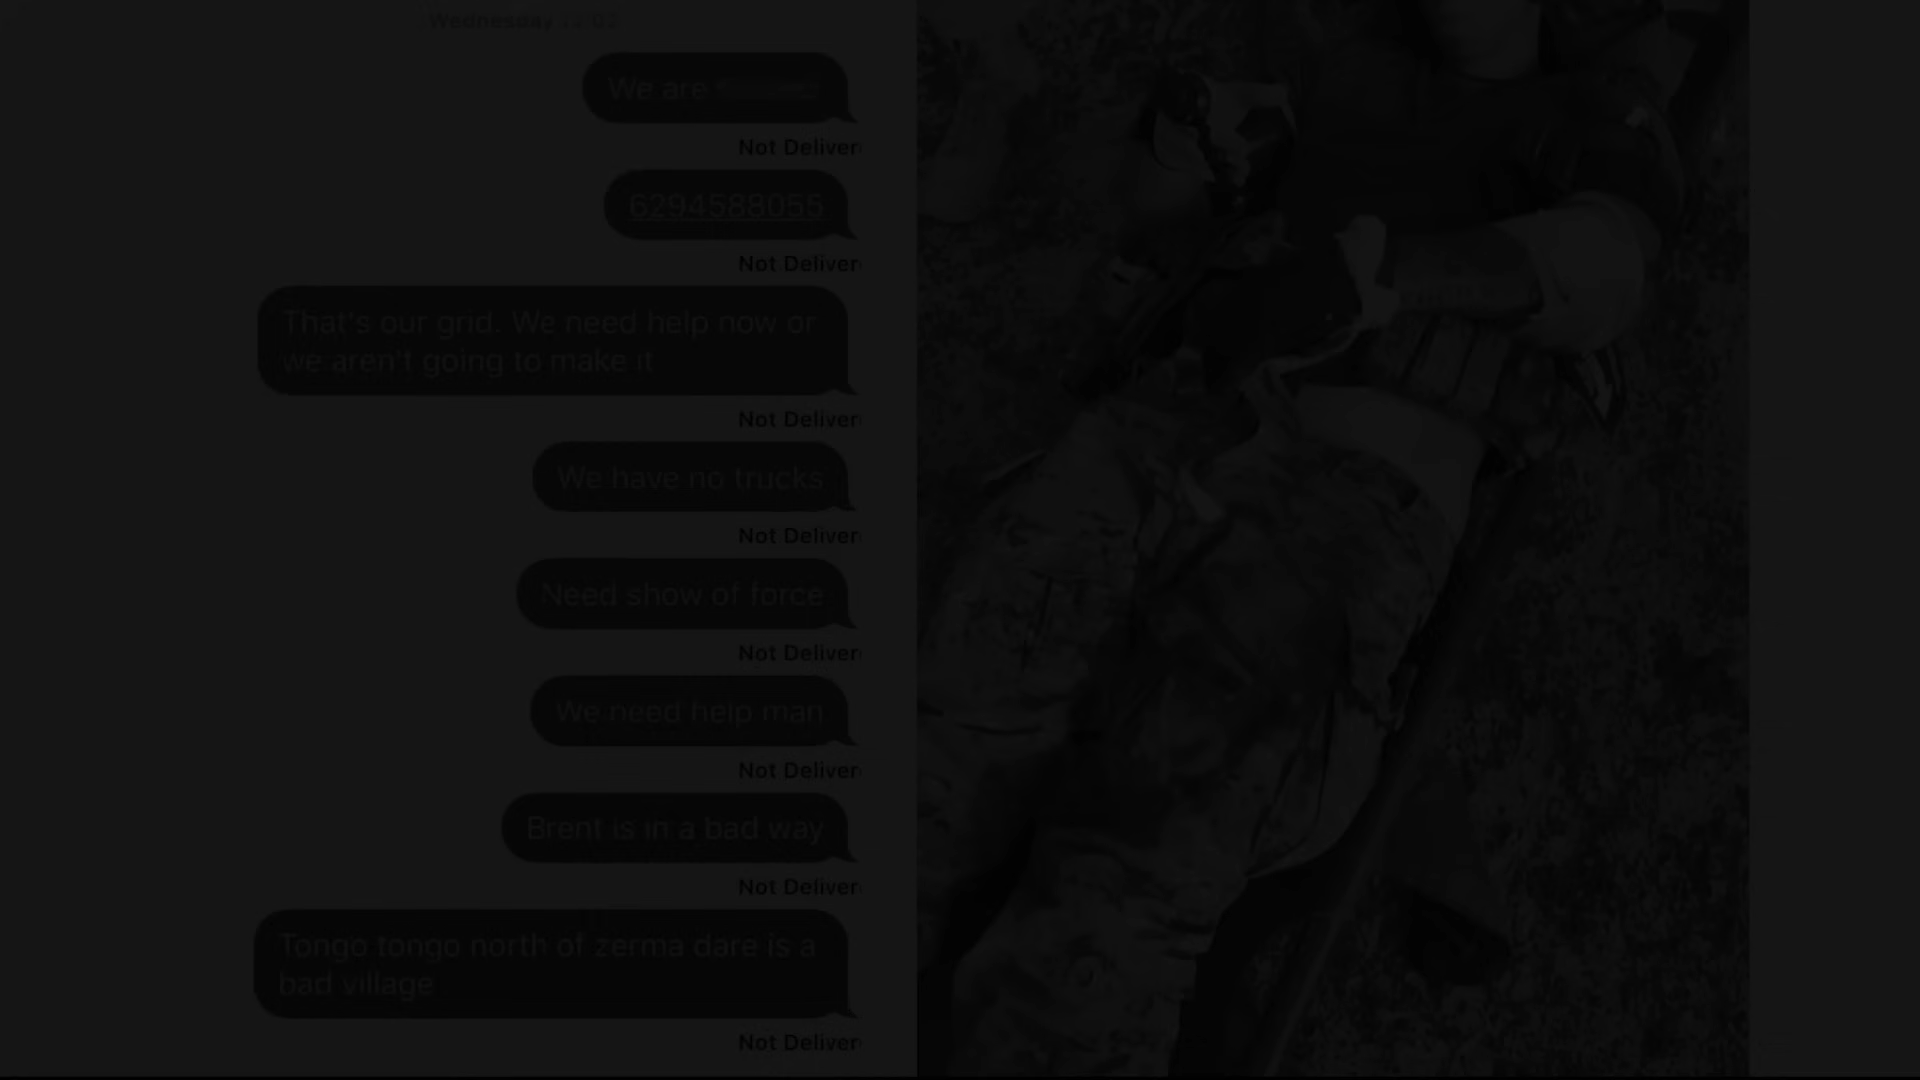 Wednesday
We are
Not Deliver
6294588055
Not Deliver
That's our grid. We need help now or
we aren't going to make it
Not Deliver
We have no trucks
Not Deliver
Need show of force
Not Deliver
We need help man
Not Deliver
Brent is in a bad way
Not Deliver
Tongo tongo north of zerma dare is a
bad village
Not Deliver